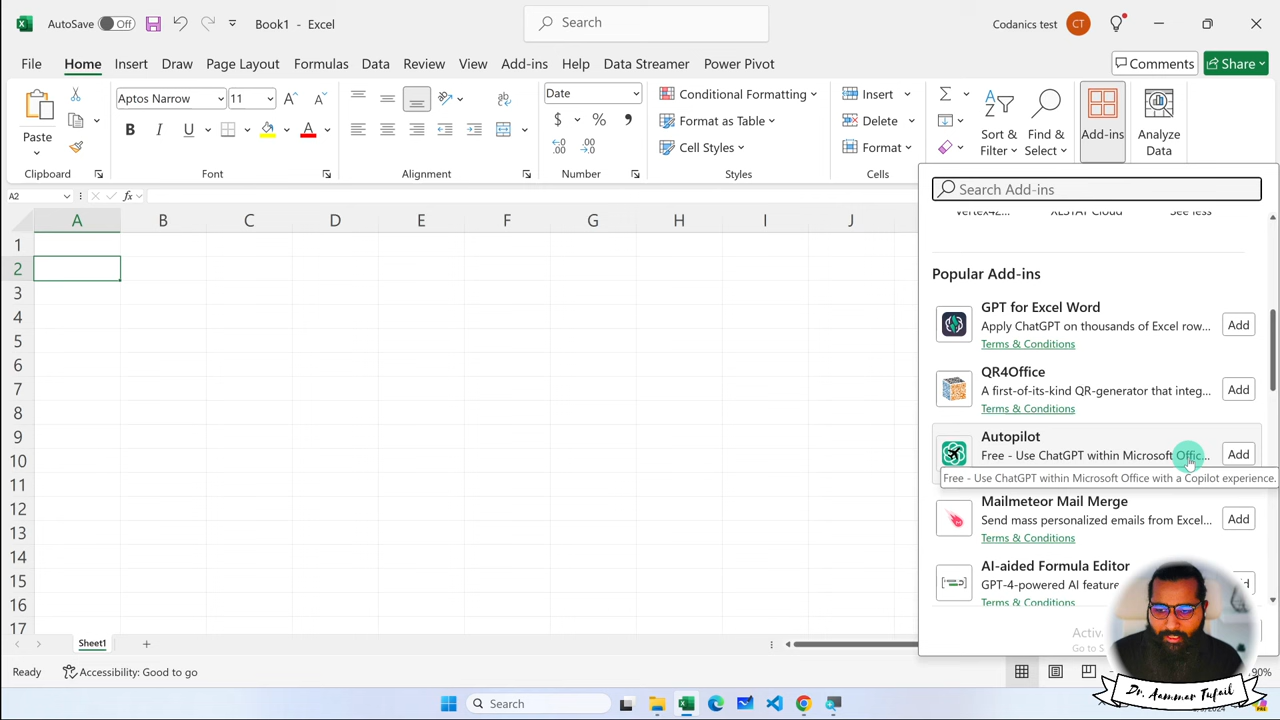 AutoSave Off Book1 - Excel Search Codanics test CT
File Home Insert Draw Page Layout Formulas Data Review View Add-ins Help Data Streamer Power Pivot Comments Share
Paste
Aptos Narrow 11
B I U
Date
$ % ,
Conditional Formatting
Format as Table
Cell Styles
Insert
Delete
Format
Sort & Filter
Find & Select
Add-ins
Analyze Data
Clipboard Font Alignment Number Styles Cells
A2 fx
Search Add-ins
A B C D E F G H I J
1
2
3
4
5
6
7
8
9
10
11
12
13
14
15
16
17
Vertex42... XLSTAT Cloud See less
Popular Add-ins
GPT for Excel Word
Apply ChatGPT on thousands of Excel row... Add
Terms & Conditions
QR4Office
A first-of-its-kind QR-generator that integ... Add
Terms & Conditions
Autopilot
Free - Use ChatGPT within Microsoft Offic... Add
Free - Use ChatGPT within Microsoft Office with a Copilot experience.
Mailmeteor Mail Merge
Send mass personalized emails from Excel... Add
Terms & Conditions
AI-aided Formula Editor
GPT-4-powered AI feature
Terms & Conditions
Sheet1
Ready Accessibility: Good to go 90%
Dr. Aammar Tufail
Search